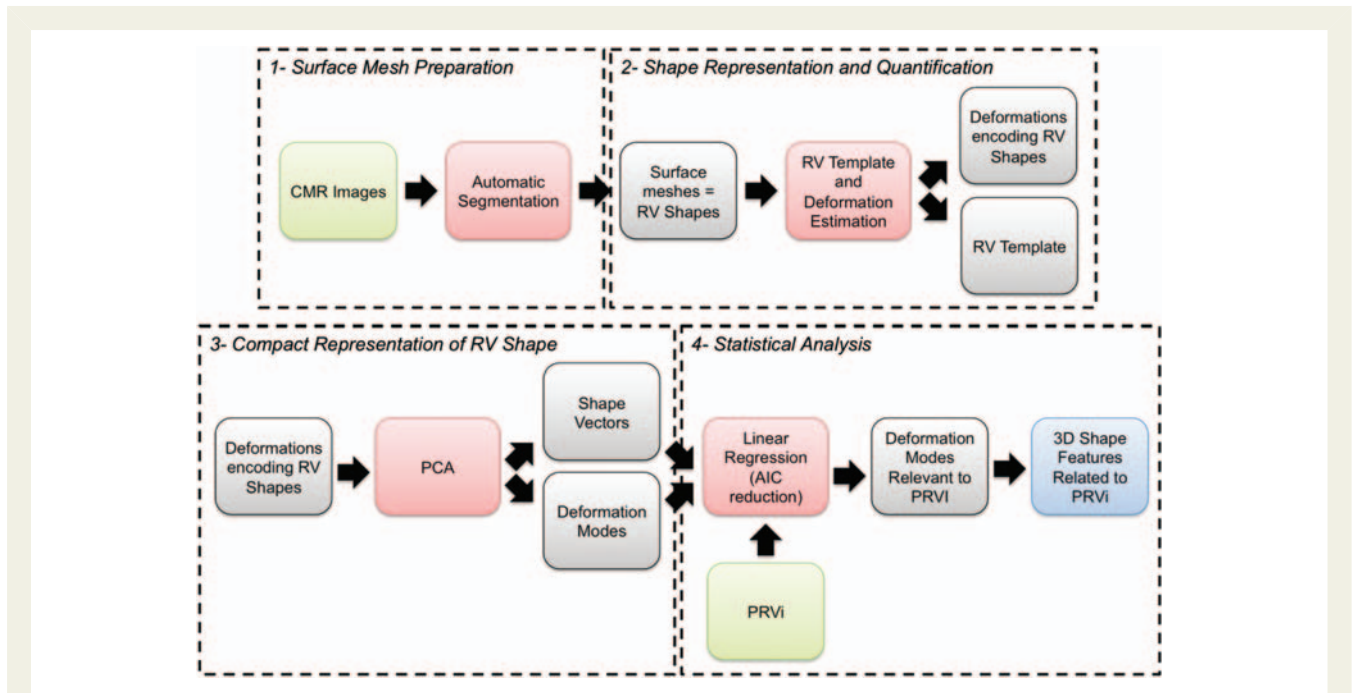 1- Surface Mesh Preparation
CMR Images
Automatic
Segmentation
2- Shape Representation and Quantification
Surface
meshes =
RV Shapes
RV Template
and
Deformation
Estimation
Deformations
encoding RV
Shapes
RV Template
3- Compact Representation of RV Shape
Deformations
encoding RV
Shapes
PCA
Shape
Vectors
Deformation
Modes
4- Statistical Analysis
Linear
Regression
(AIC
reduction)
PRVi
Deformation
Modes
Relevant to
PRVI
3D Shape
Features
Related to
PRVi